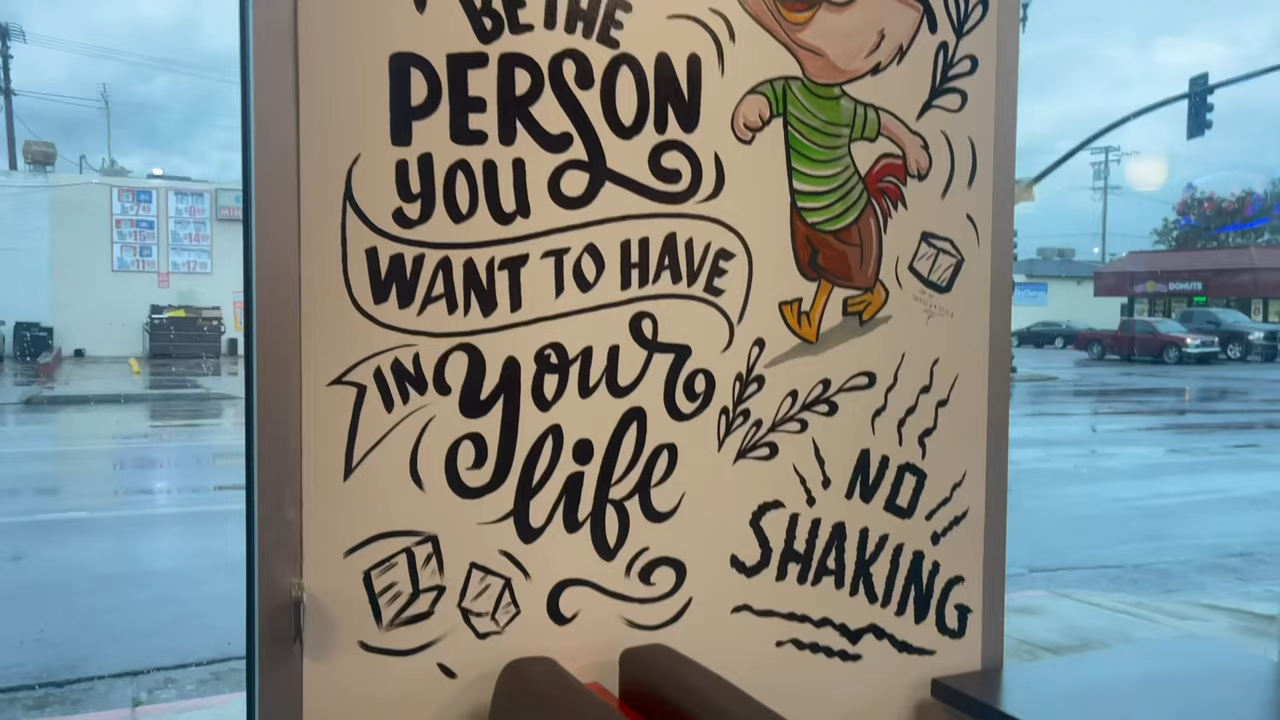 BE THE
PERSON
YOU
WANT TO HAVE
IN your
life
NO
SHAKING
DONUTS